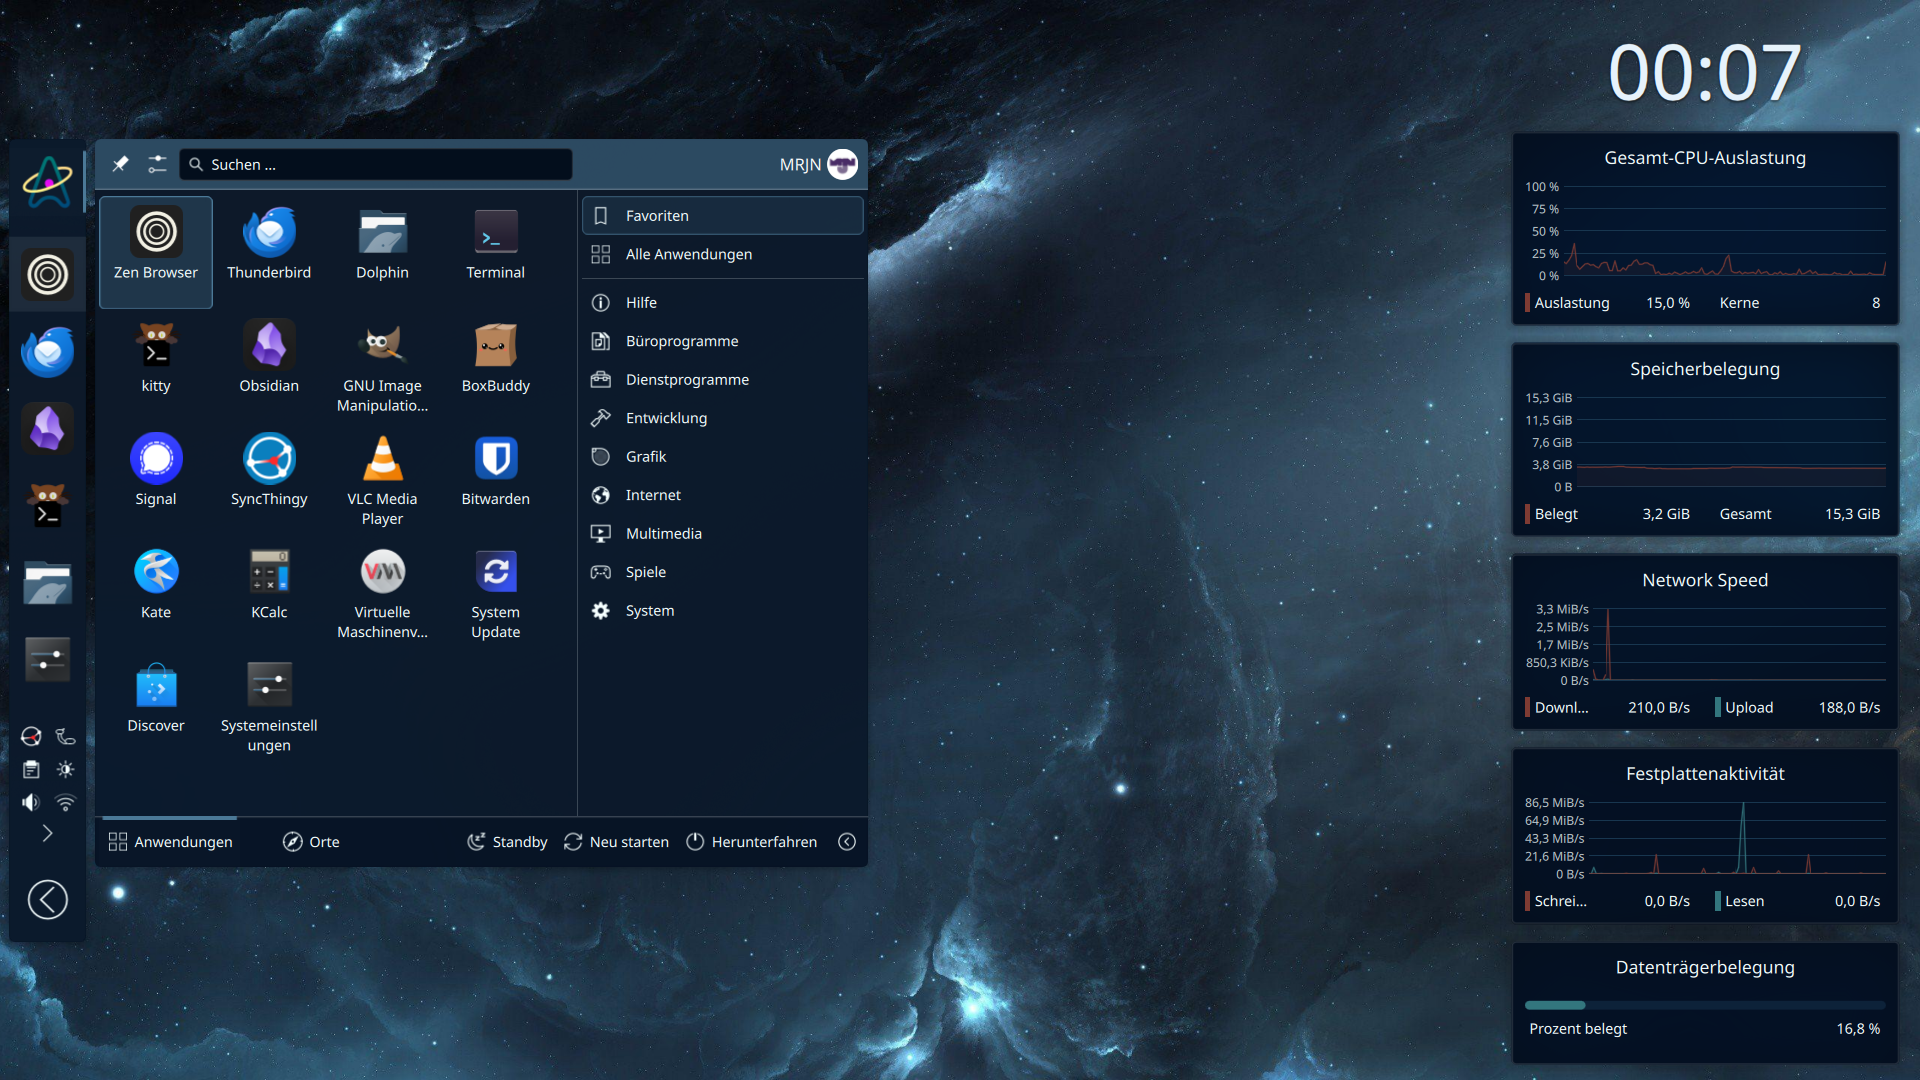 00:07
Suchen ...
MRJN
Zen Browser
Thunderbird
Dolphin
Terminal
kitty
Obsidian
GNU Image
Manipulatio...
BoxBuddy
Signal
SyncThingy
VLC Media
Player
Bitwarden
Kate
KCalc
Virtuelle
Maschinenv...
System
Update
Discover
Systemeinstell
ungen
Favoriten
Alle Anwendungen
Hilfe
Büroprogramme
Dienstprogramme
Entwicklung
Grafik
Internet
Multimedia
Spiele
System
Anwendungen
Orte
Standby
Neu starten
Herunterfahren
Gesamt-CPU-Auslastung
100 %
75 %
50 %
25 %
0 %
Auslastung 15,0 % Kerne 8
Speicherbelegung
15,3 GiB
11,5 GiB
7,6 GiB
3,8 GiB
0 B
Belegt 3,2 GiB Gesamt 15,3 GiB
Network Speed
3,3 MiB/s
2,5 MiB/s
1,7 MiB/s
850,3 KiB/s
0 B/s
Downl... 210,0 B/s Upload 188,0 B/s
Festplattenaktivität
86,5 MiB/s
64,9 MiB/s
43,3 MiB/s
21,6 MiB/s
0 B/s
Schrei... 0,0 B/s Lesen 0,0 B/s
Datenträgerbelegung
Prozent belegt 16,8 %